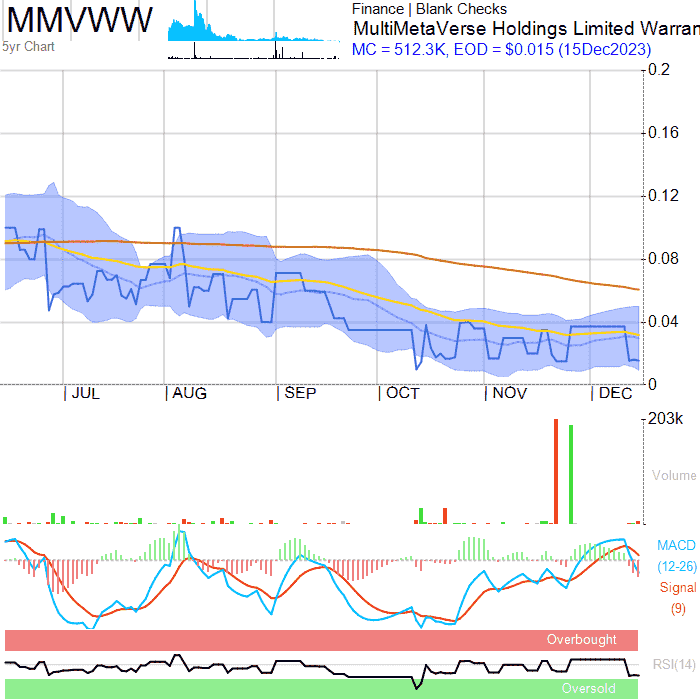 MMVWW
5yr Chart
Finance | Blank Checks
MultiMetaVerse Holdings Limited Warran
MC = 512.3K, EOD = $0.015 (15Dec2023)
0.2
0.16
0.12
0.08
0.04
0
JUL AUG SEP OCT NOV DEC
203k
Volume
MACD
(12-26)
Signal
(9)
Overbought
RSI(14)
Oversold